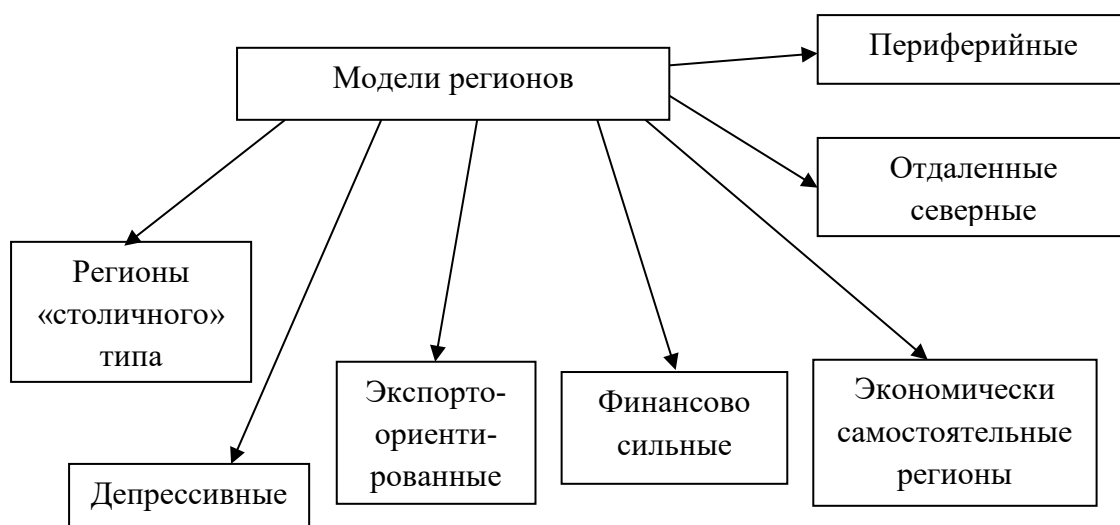 Модели регионов
Периферийные
Отдаленные
северные
Регионы
«столичного»
типа
Депрессивные
Экспорто-
ориенти-
рованные
Финансово
сильные
Экономически
самостоятельные
регионы